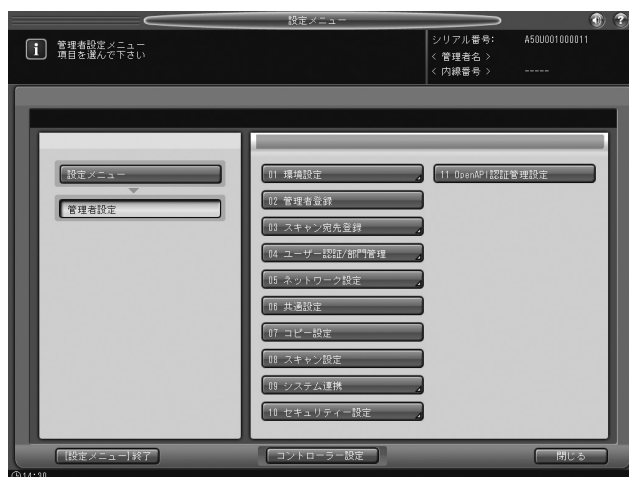 設定メニュー
管理者設定メニュー
項目を選んで下さい
シリアル番号: A50U001000011
< 管理者名 >
< 内線番号 > -----
設定メニュー
管理者設定
01 環境設定
02 管理者登録
03 スキャン宛先登録
04 ユーザー認証/部門管理
05 ネットワーク設定
06 共通設定
07 コピー設定
08 スキャン設定
09 システム連携
10 セキュリティー設定
11 OpenAPI認証管理設定
[設定メニュー]終了
コントローラー設定
閉じる
14:30